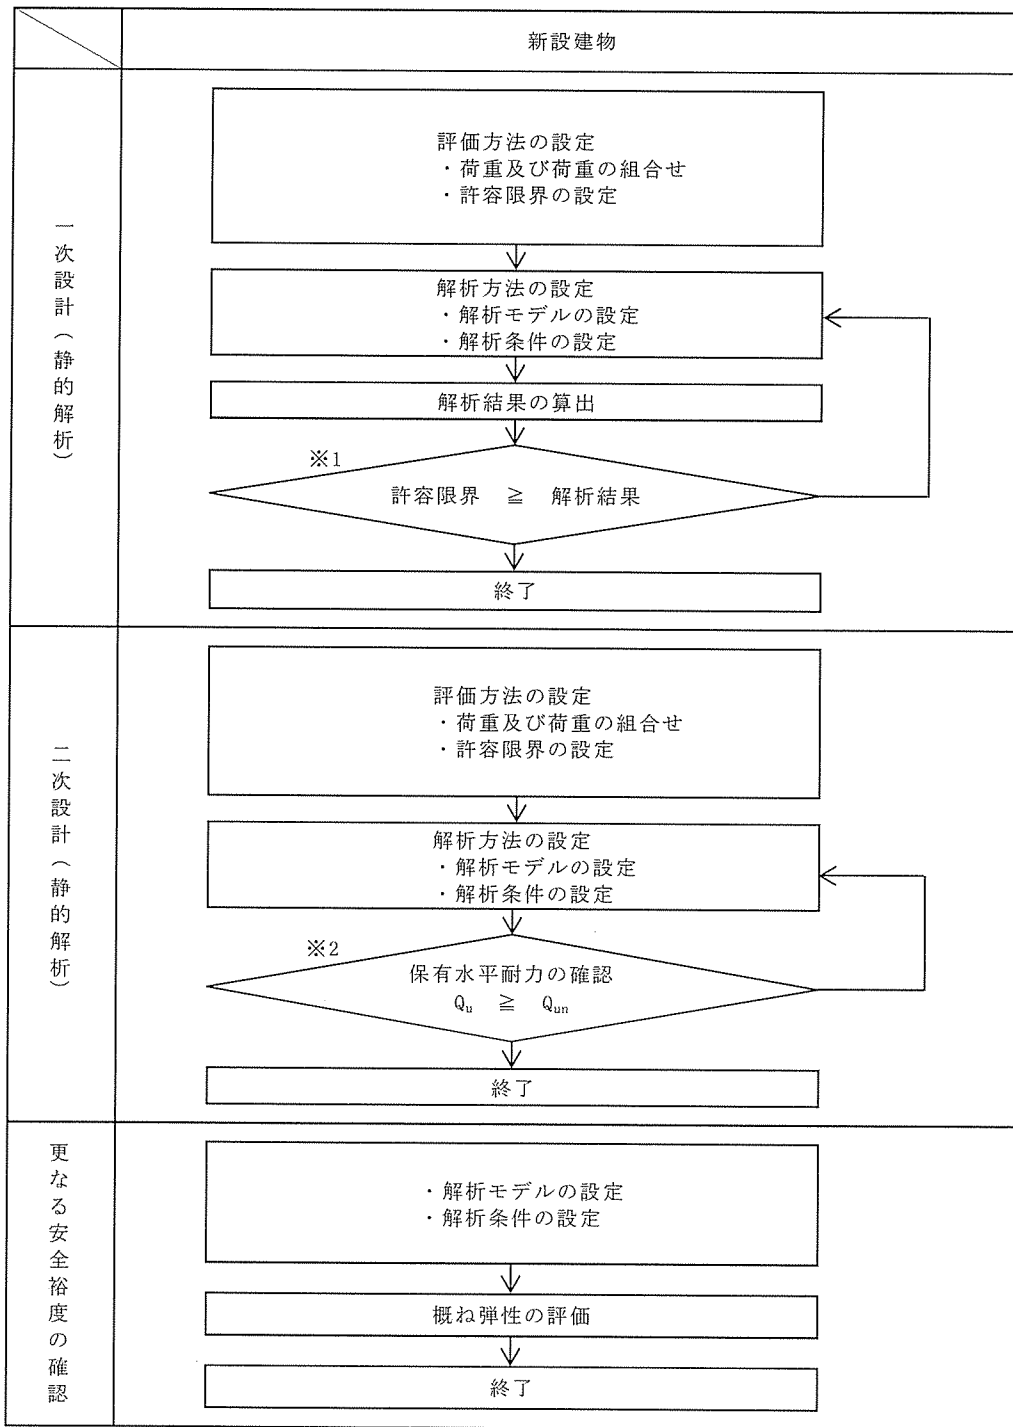 新設建物
一次設計(静的解析)
評価方法の設定
・荷重及び荷重の組合せ
・許容限界の設定
解析方法の設定
・解析モデルの設定
・解析条件の設定
解析結果の算出
※1
許容限界 ≧ 解析結果
終了
二次設計(静的解析)
評価方法の設定
・荷重及び荷重の組合せ
・許容限界の設定
解析方法の設定
・解析モデルの設定
・解析条件の設定
※2
保有水平耐力の確認
Qu ≧ Qun
終了
更なる安全裕度の確認
・解析モデルの設定
・解析条件の設定
概ね弾性の評価
終了